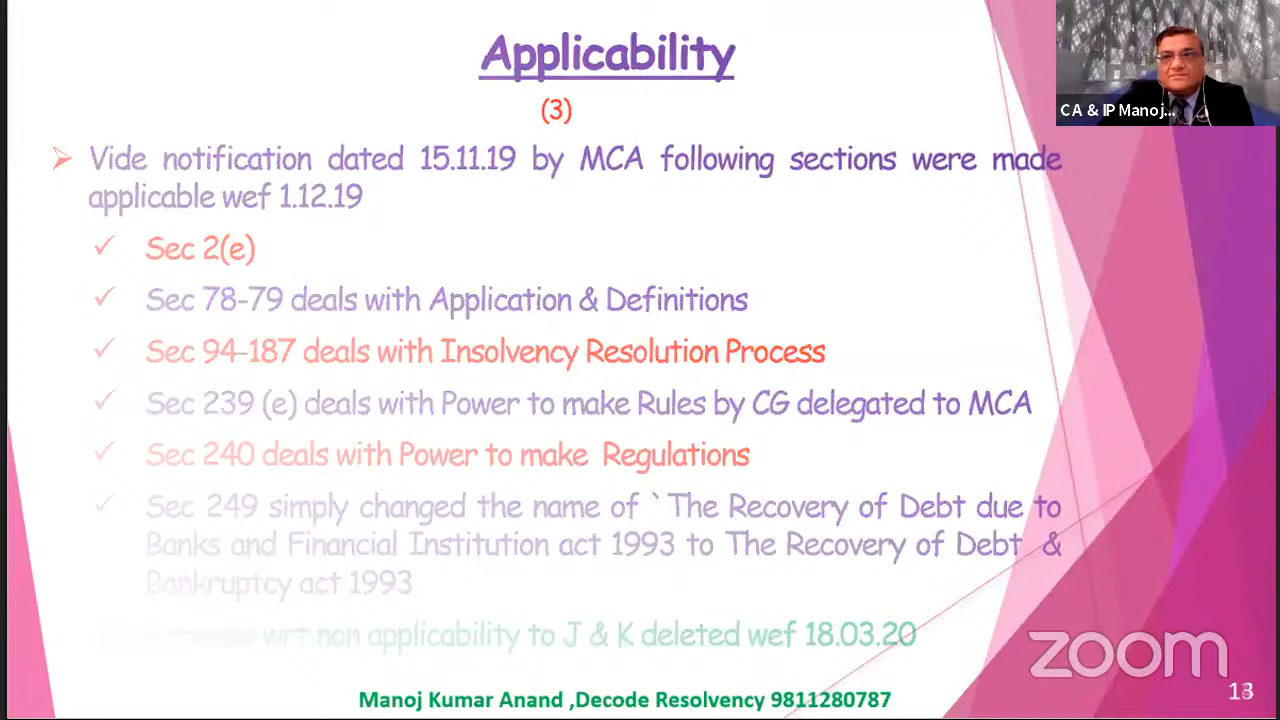 Applicability
(3)
CA & IP Manoj...
Vide notification dated 15.11.19 by MCA following sections were made
applicable wef 1.12.19
Sec 2(e)
Sec 78-79 deals with Application & Definitions
Sec 94-187 deals with Insolvency Resolution Process
Sec 239 (e) deals with Power to make Rules by CG delegated to MCA
Sec 240 deals with Power to make Regulations
Sec 249 simply changed the name of ` The Recovery of Debt due to
Banks and Financial Institution act 1993 to The Recovery of Debt &
Bankruptcy act 1993
wrt non applicability to J & K deleted wef 18.03.20
zoom
Manoj Kumar Anand ,Decode Resolvency 9811280787